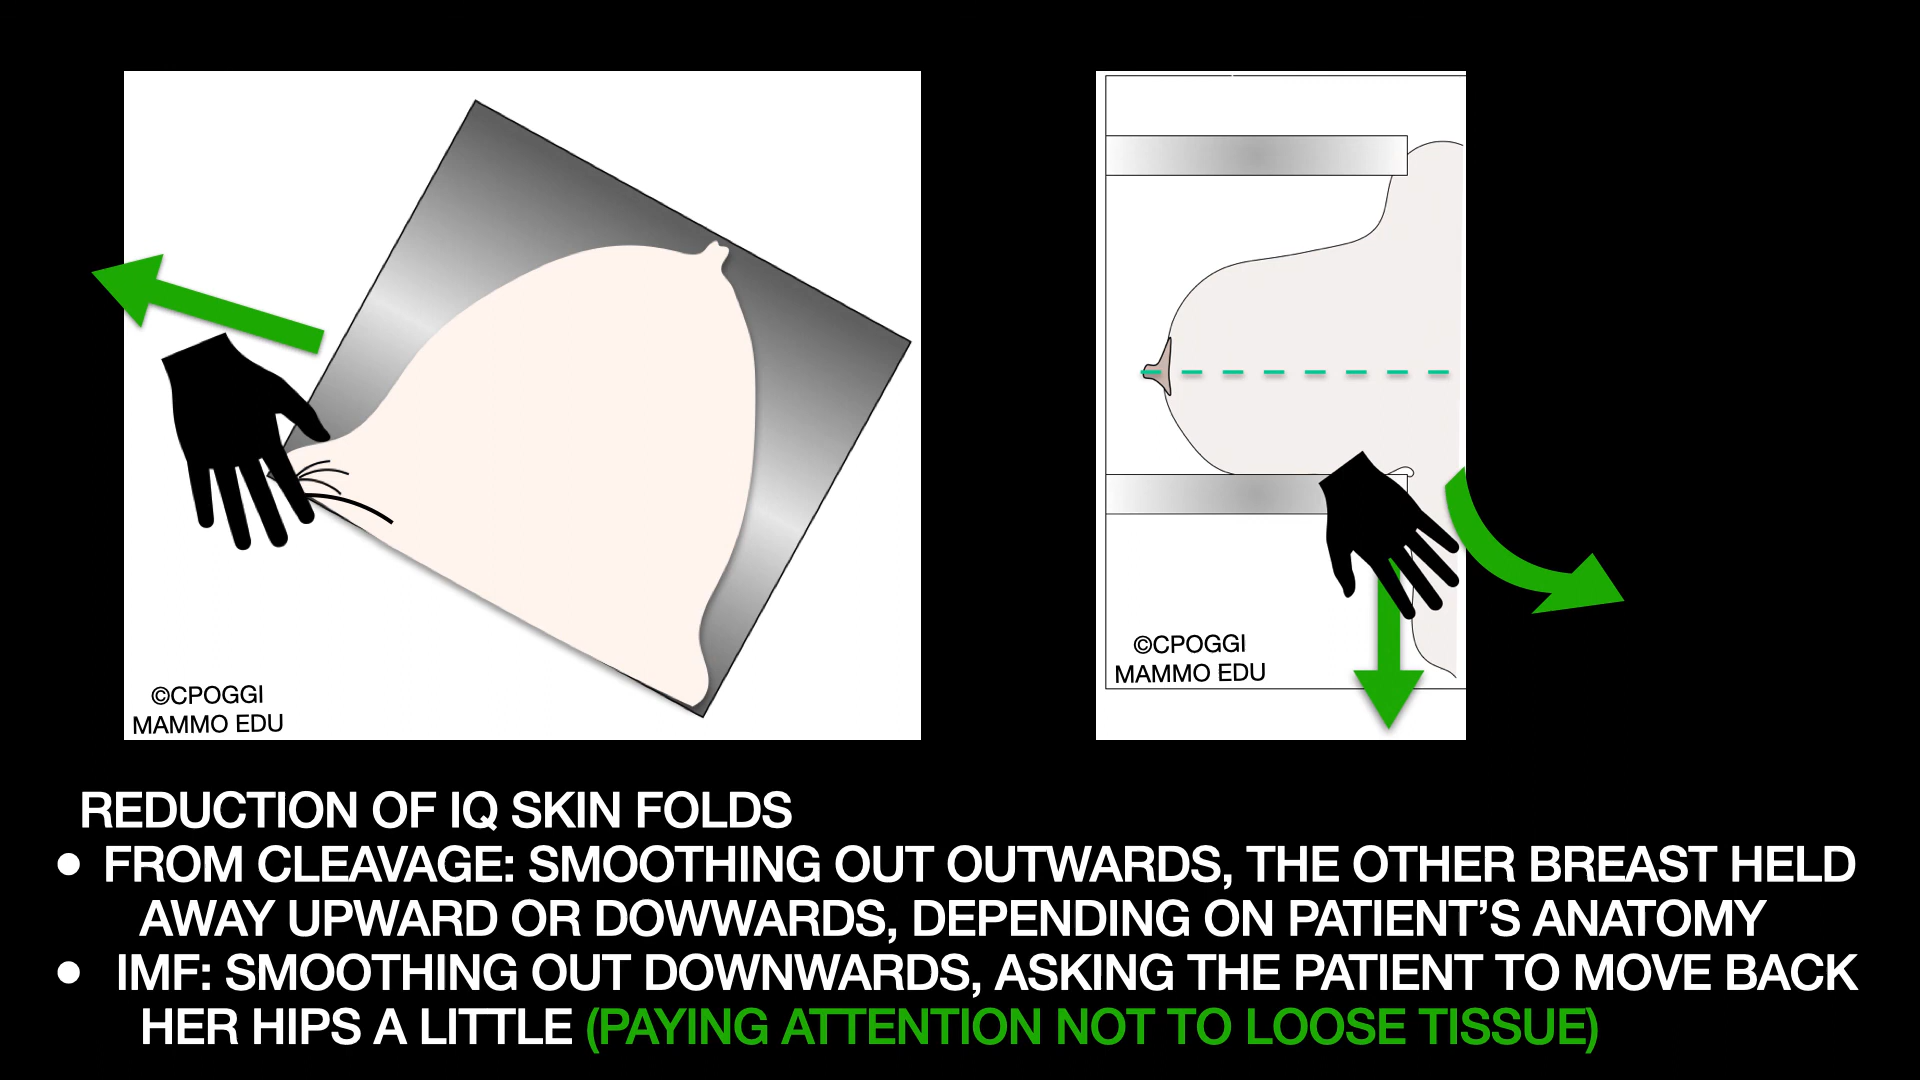 ©CPOGGI
MAMMO EDU
©CPOGGI
MAMMO EDU
REDUCTION OF IQ SKIN FOLDS
• FROM CLEAVAGE: SMOOTHING OUT OUTWARDS, THE OTHER BREAST HELD
AWAY UPWARD OR DOWWARDS, DEPENDING ON PATIENT’S ANATOMY
• IMF: SMOOTHING OUT DOWNWARDS, ASKING THE PATIENT TO MOVE BACK
HER HIPS A LITTLE (PAYING ATTENTION NOT TO LOOSE TISSUE)